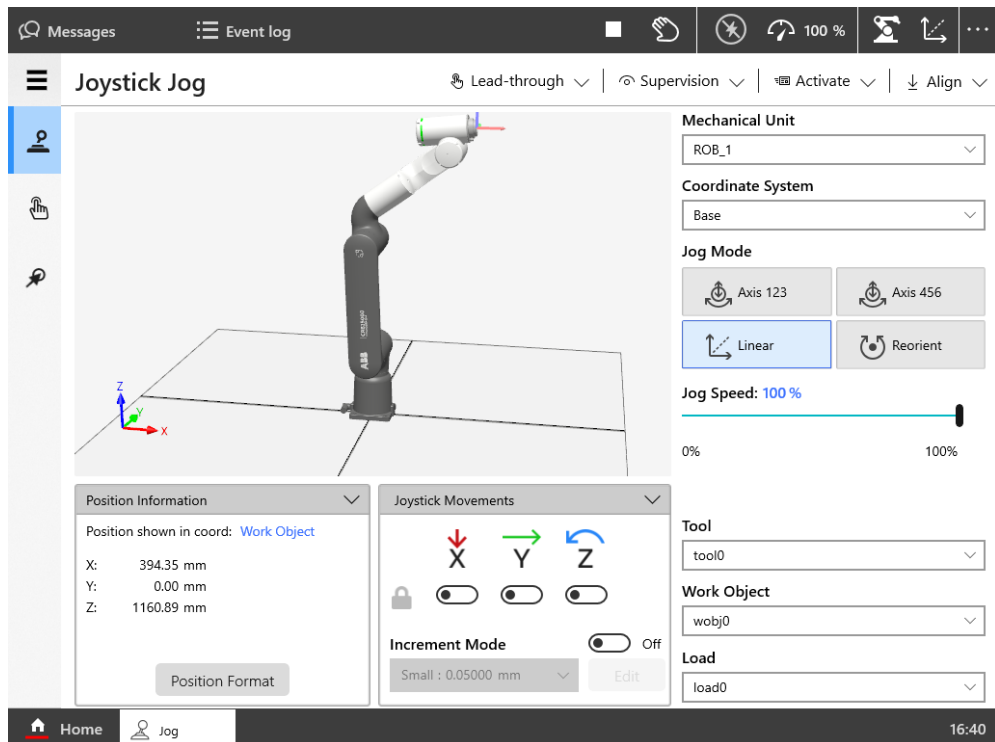 Messages
Event log
100 %
Joystick Jog
Lead-through
Supervision
Activate
Align
Mechanical Unit
ROB_1
Coordinate System
Base
Jog Mode
Axis 123
Axis 456
Linear
Reorient
Jog Speed: 100 %
0%
100%
ABB
Z
Y
X
Position Information
Position shown in coord: Work Object
X: 394.35 mm
Y: 0.00 mm
Z: 1160.89 mm
Position Format
Joystick Movements
X
Y
Z
Increment Mode
Off
Small : 0.05000 mm
Edit
Tool
tool0
Work Object
wobj0
Load
load0
Home
Jog
16:40